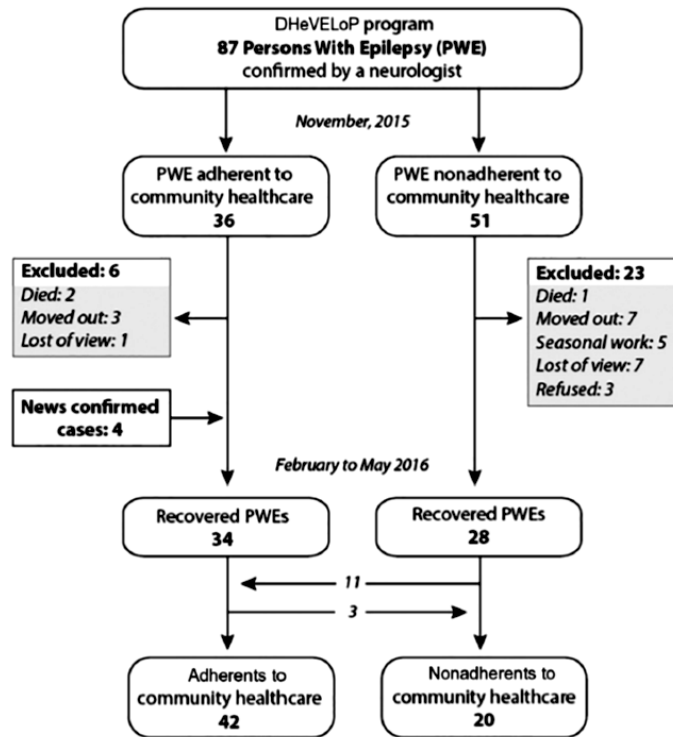 DHeVELoP program
87 Persons With Epilepsy (PWE)
confirmed by a neurologist
November, 2015
PWE adherent to
community healthcare
36
PWE nonadherent to
community healthcare
51
Excluded: 6
Died: 2
Moved out: 3
Lost of view: 1
Excluded: 23
Died: 1
Moved out: 7
Seasonal work: 5
Lost of view: 7
Refused: 3
News confirmed
cases: 4
February to May 2016
Recovered PWEs
34
Recovered PWEs
28
11
3
Adherents to
community healthcare
42
Nonadherents to
community healthcare
20